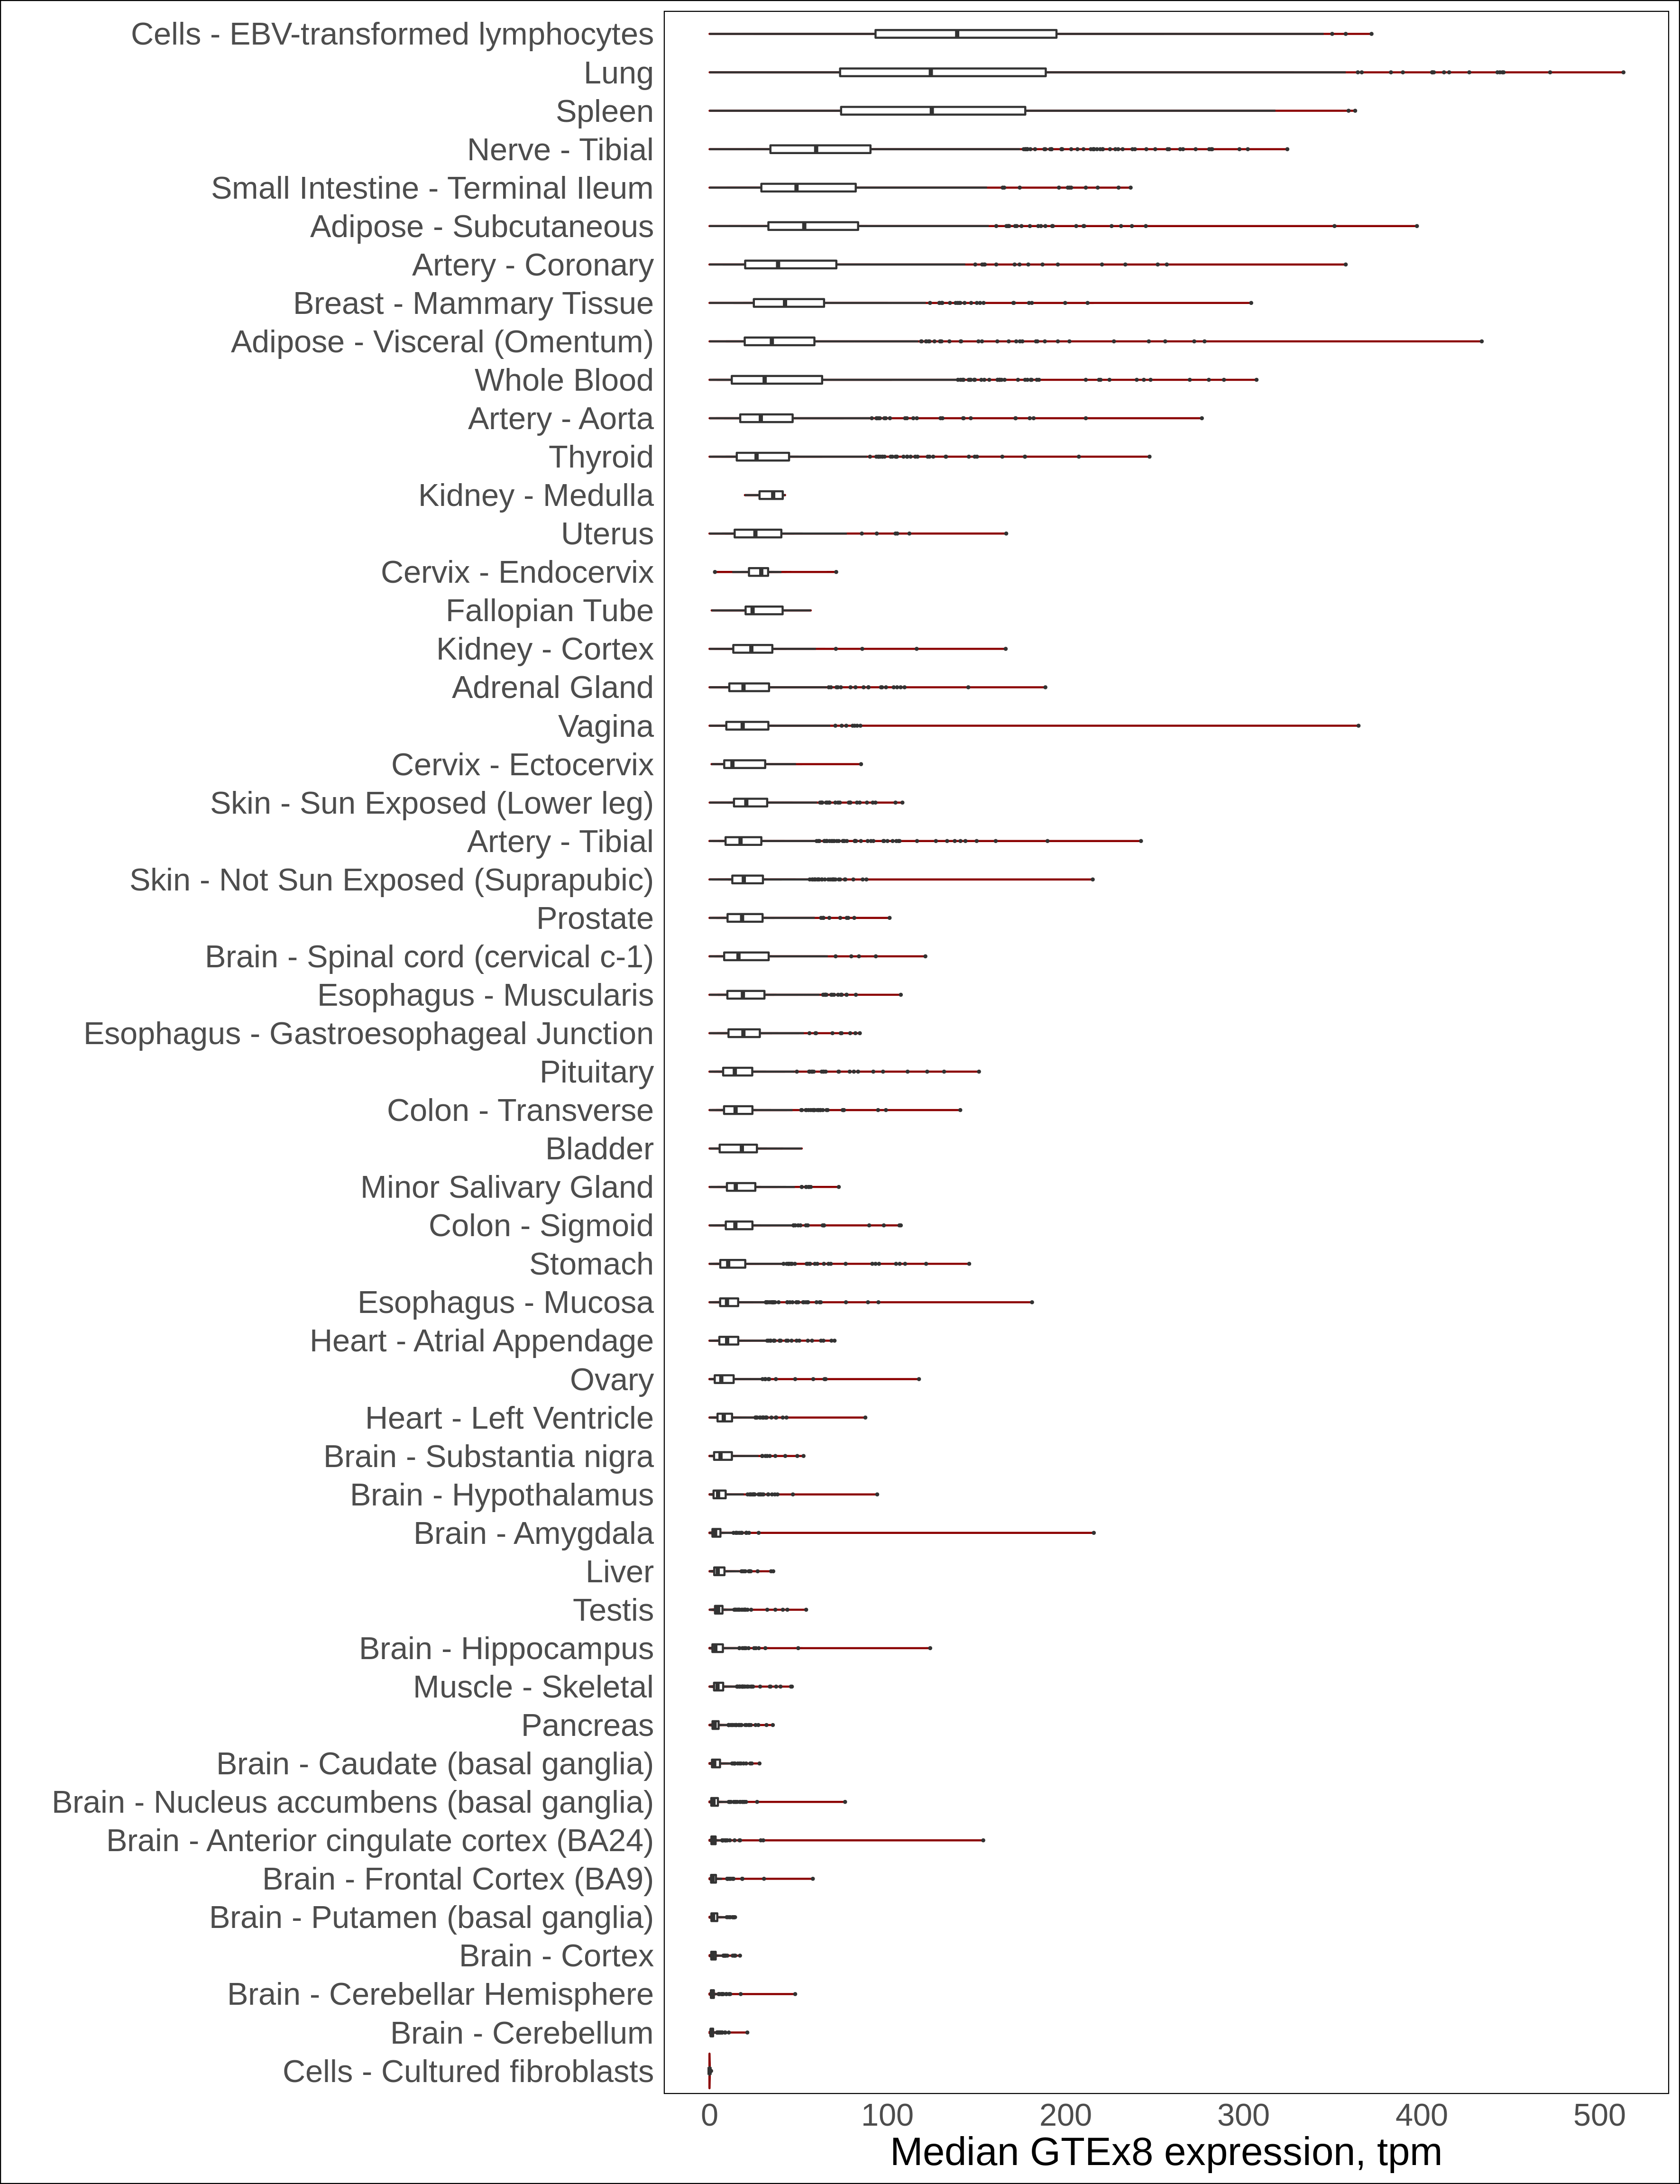 Cells - EBV-transformed lymphocytes
Lung
Spleen
Nerve - Tibial
Small Intestine - Terminal Ileum
Adipose - Subcutaneous
Artery - Coronary
Breast - Mammary Tissue
Adipose - Visceral (Omentum)
Whole Blood
Artery - Aorta
Thyroid
Kidney - Medulla
Uterus
Cervix - Endocervix
Fallopian Tube
Kidney - Cortex
Adrenal Gland
Vagina
Cervix - Ectocervix
Skin - Sun Exposed (Lower leg)
Artery - Tibial
Skin - Not Sun Exposed (Suprapubic)
Prostate
Brain - Spinal cord (cervical c-1)
Esophagus - Muscularis
Esophagus - Gastroesophageal Junction
Pituitary
Colon - Transverse
Bladder
Minor Salivary Gland
Colon - Sigmoid
Stomach
Esophagus - Mucosa
Heart - Atrial Appendage
Ovary
Heart - Left Ventricle
Brain - Substantia nigra
Brain - Hypothalamus
Brain - Amygdala
Liver
Testis
Brain - Hippocampus
Muscle - Skeletal
Pancreas
Brain - Caudate (basal ganglia)
Brain - Nucleus accumbens (basal ganglia)
Brain - Anterior cingulate cortex (BA24)
Brain - Frontal Cortex (BA9)
Brain - Putamen (basal ganglia)
Brain - Cortex
Brain - Cerebellar Hemisphere
Brain - Cerebellum
Cells - Cultured fibroblasts
0 100 200 300 400 500
Median GTEx8 expression, tpm